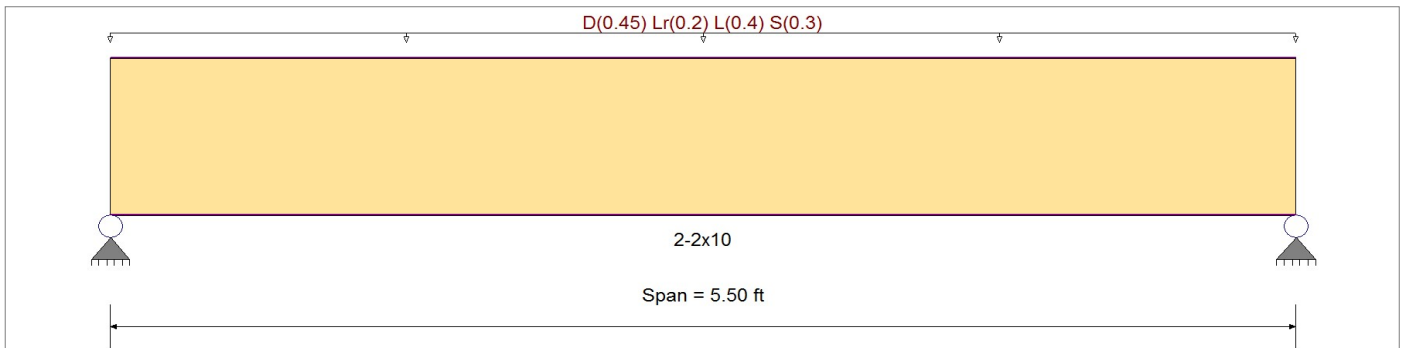 D(0.45) Lr(0.2) L(0.4) S(0.3)
2-2x10
Span = 5.50 ft